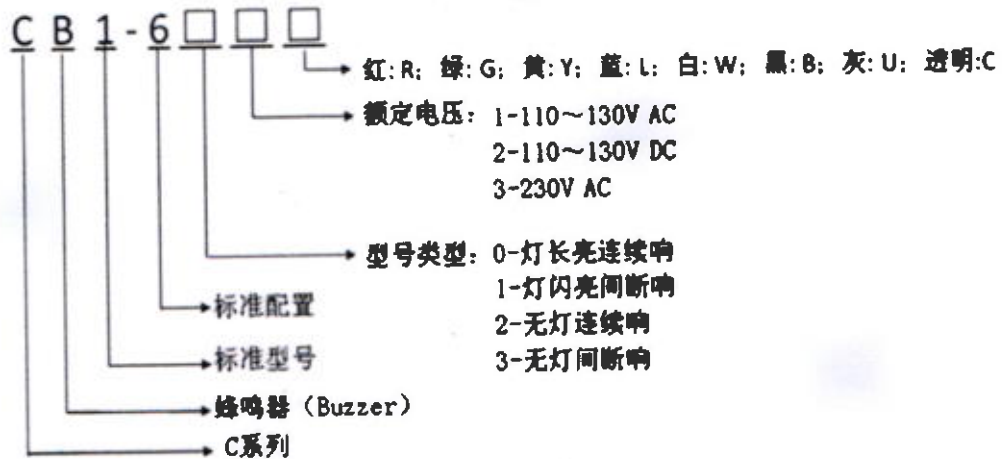 CB1-6□□□
红:R; 绿:G; 黄:Y; 蓝:L; 白:W; 黑:B; 灰:U; 透明:C
额定电压: 1-110～130V AC
2-110～130V DC
3-230V AC
型号类型: 0-灯长亮连续响
1-灯闪亮间断响
2-无灯连续响
3-无灯间断响
标准配置
标准型号
蜂鸣器（Buzzer）
C系列